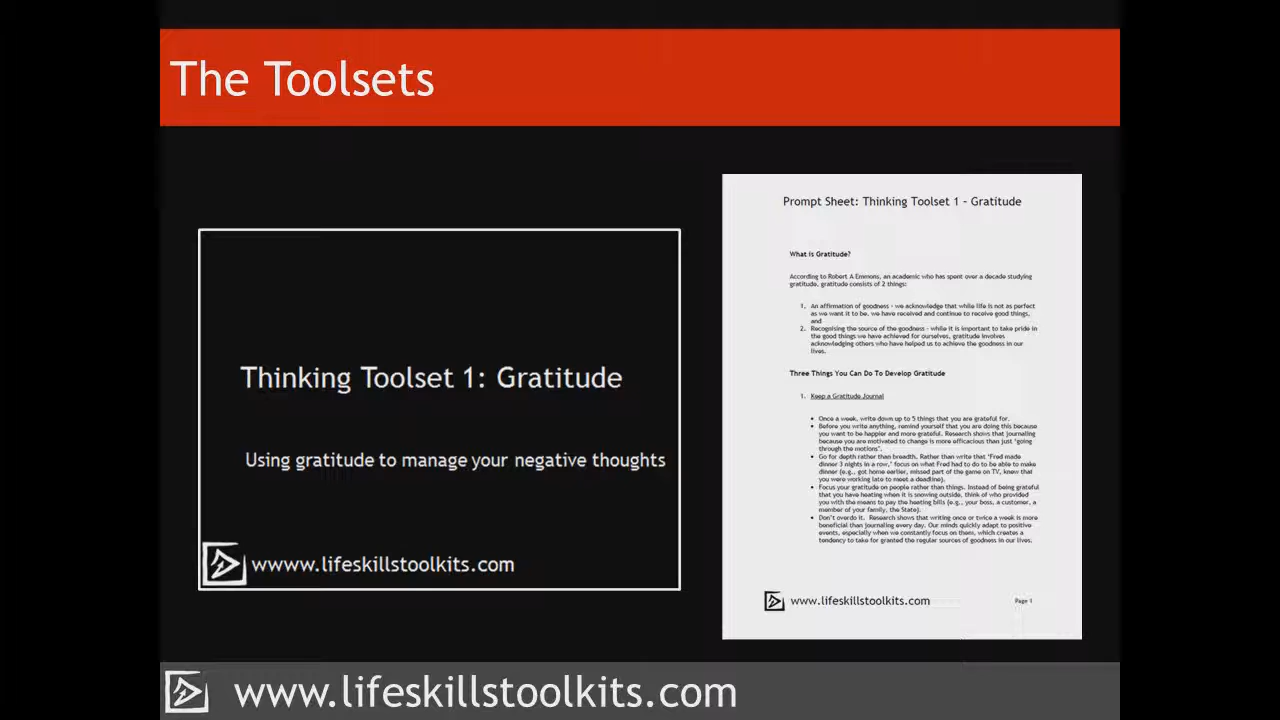 The Toolsets
Thinking Toolset 1: Gratitude
Using gratitude to manage your negative thoughts
wwww.lifeskillstoolkits.com
Prompt Sheet: Thinking Toolset 1 – Gratitude
What is Gratitude?
According to Robert A Emmons, an academic who has spent over a decade studying
gratitude, gratitude consists of 2 things:
1. An affirmation of goodness - we acknowledge that while life is not as perfect
as we want it to be, we have received and continue to receive good things,
and
2. Recognising the source of the goodness - while it is important to take pride in
the good things we have achieved for ourselves, gratitude involves
acknowledging others who have helped us to achieve the goodness in our
lives.
Three Things You Can Do To Develop Gratitude
1. Keep a Gratitude Journal
• Once a week, write down up to 5 things that you are grateful for.
• Before you write anything, remind yourself that you are doing this because
you want to be happier and more grateful. Research shows that journaling
because you are motivated to change is more efficacious than just 'going
through the motions'.
• Go for depth rather than breadth. Rather than write that 'Fred made
dinner 3 nights in a row,' focus on what Fred had to do to be able to make
dinner (e.g., got home earlier, missed part of the game on TV, knew that
you were working late to meet a deadline).
• Focus your gratitude on people rather than things. Instead of being grateful
that you have heating when it is snowing outside, think of who provided
you with the means to pay the heating bills (e.g., your boss, a customer, a
member of your family, the State).
• Don't overdo it. Research shows that writing once or twice a week is more
beneficial than journaling every day. Our minds quickly adapt to positive
events, especially when we constantly focus on them, which creates a
tendency to take for granted the regular sources of goodness in our lives.
www.lifeskillstoolkits.com
Page 1
www.lifeskillstoolkits.com